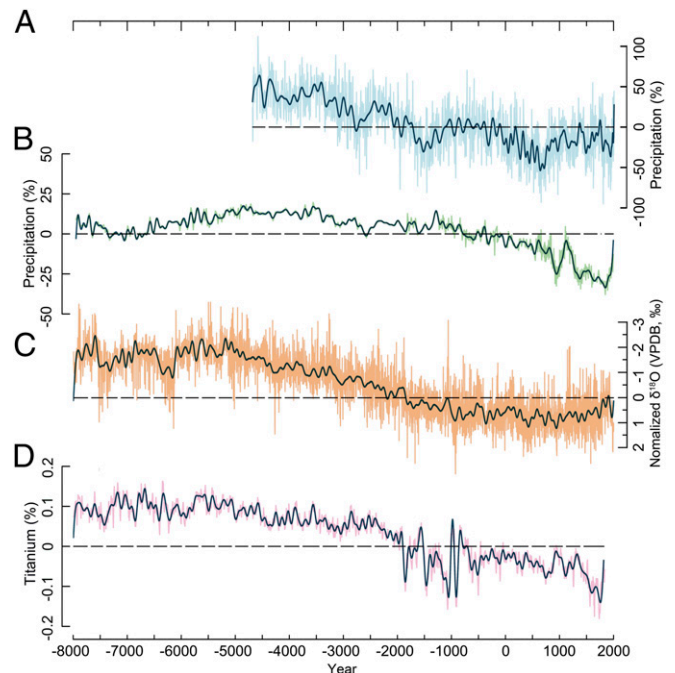 A
100
50
0
-50
-100
Precipitation (%)
B
50
25
0
-25
-50
Precipitation (%)
C
-3
-2
-1
0
1
2
Nomalized δ¹⁸O (VPDB, ‰)
D
0.2
0.1
0
-0.1
-0.2
Titanium (%)
-8000 -7000 -6000 -5000 -4000 -3000 -2000 -1000 0 1000 2000
Year